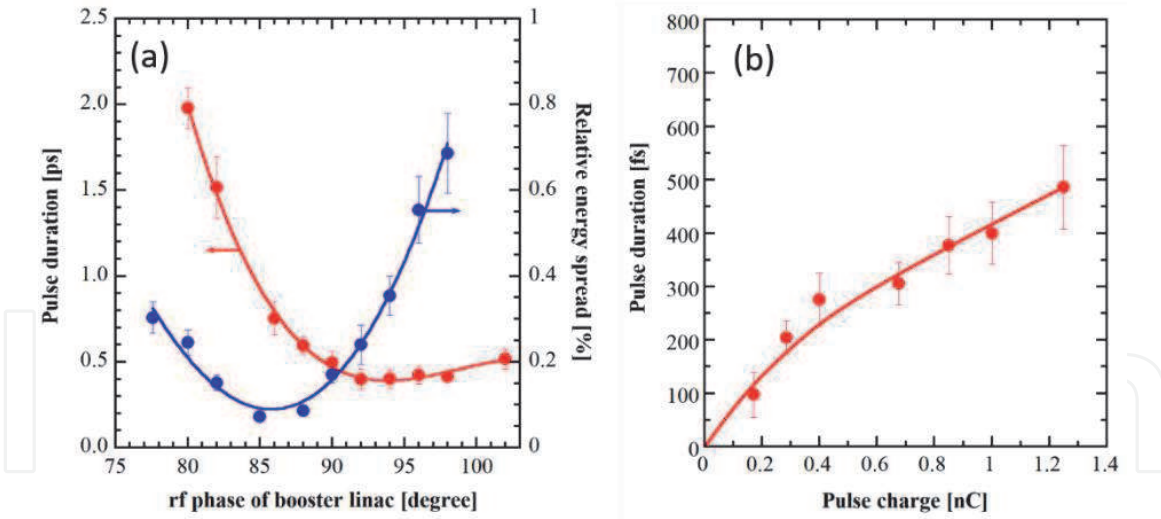 (a)
2.5
2.0
1.5
1.0
0.5
0.0
Pulse duration [ps]
1
0.8
0.6
0.4
0.2
0
Relative energy spread [%]
75 80 85 90 95 100
rf phase of booster linac [degree]
(b)
800
700
600
500
400
300
200
100
0
Pulse duration [fs]
0 0.2 0.4 0.6 0.8 1 1.2 1.4
Pulse charge [nC]